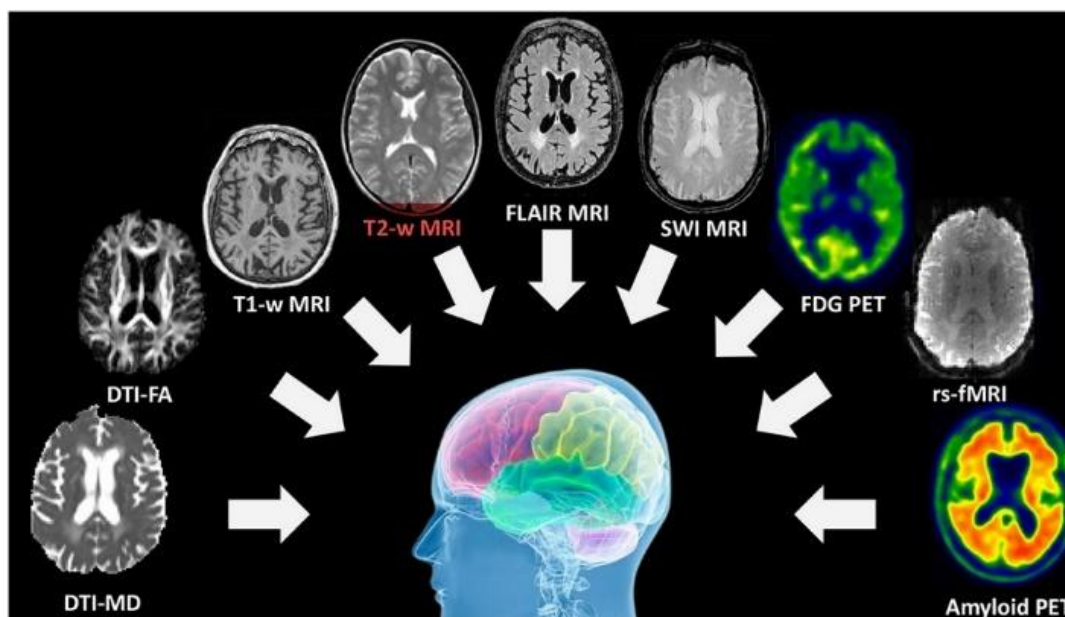 T2-w MRI
FLAIR MRI
SWI MRI
T1-w MRI
FDG PET
DTI-FA
rs-fMRI
DTI-MD
Amyloid PET